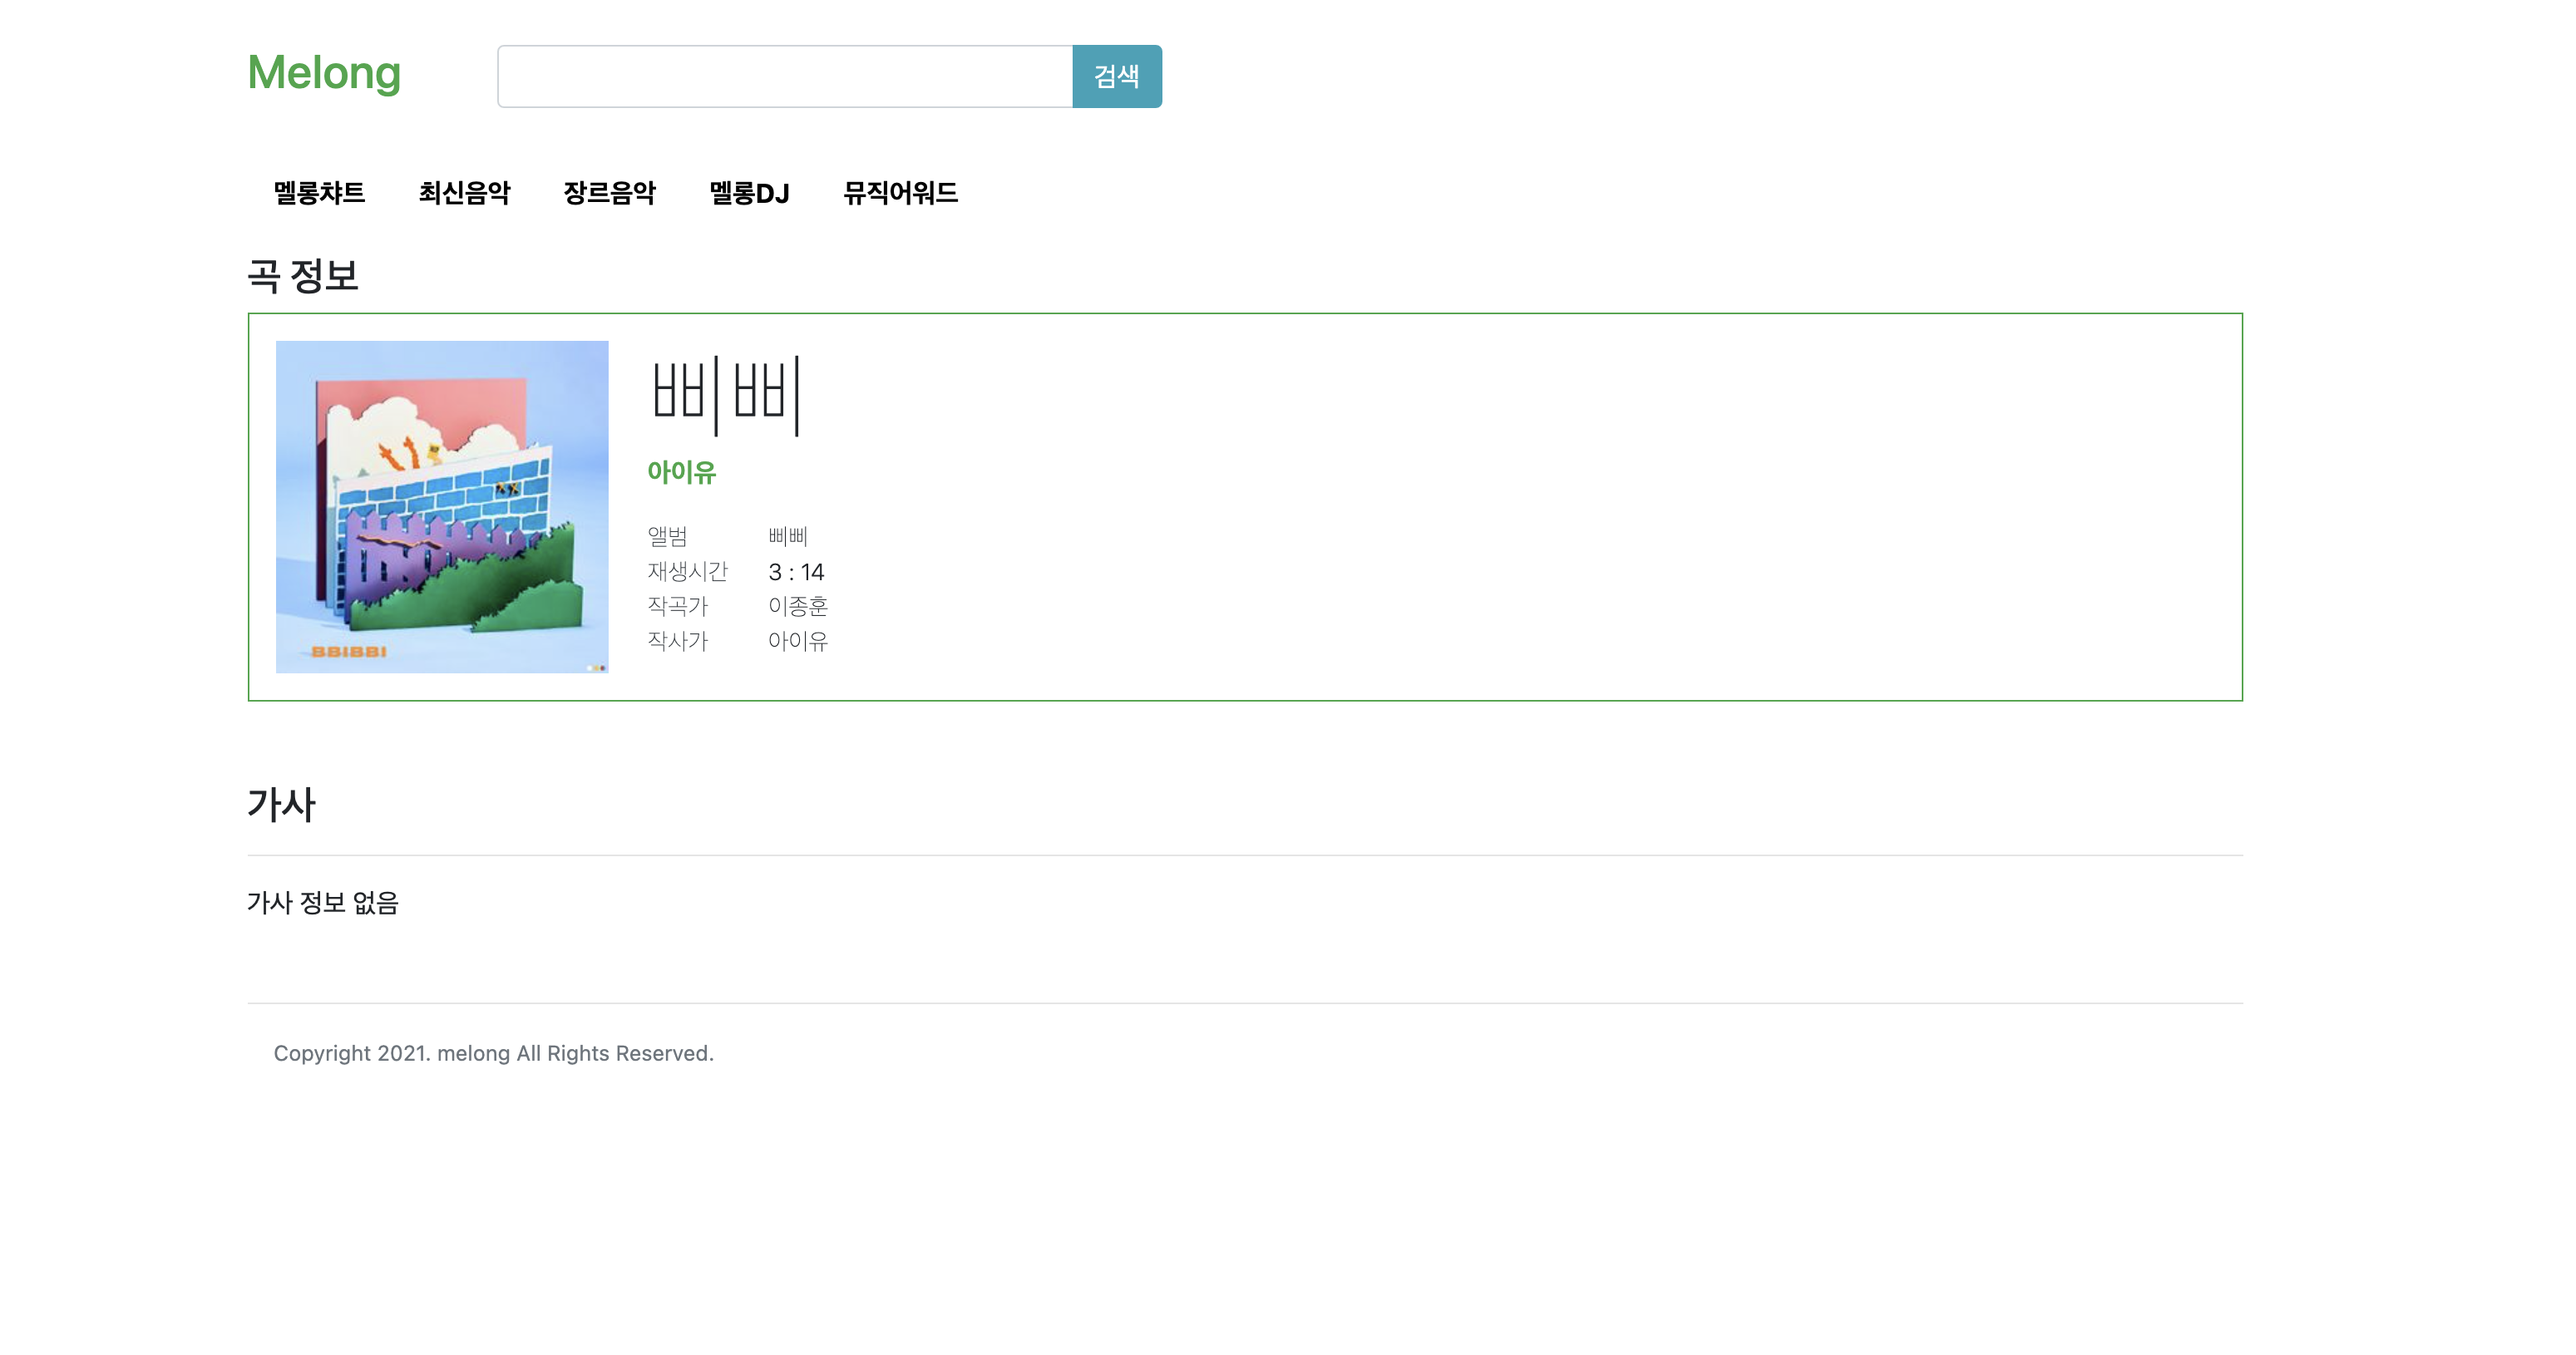 Melong
검색
멜롱챠트 최신음악 장르음악 멜롱DJ 뮤직어워드
곡 정보
삐삐
아이유
앨범 삐삐
재생시간 3 : 14
작곡가 이종훈
작사가 아이유
BBIBBI
가사
가사 정보 없음
Copyright 2021. melong All Rights Reserved.